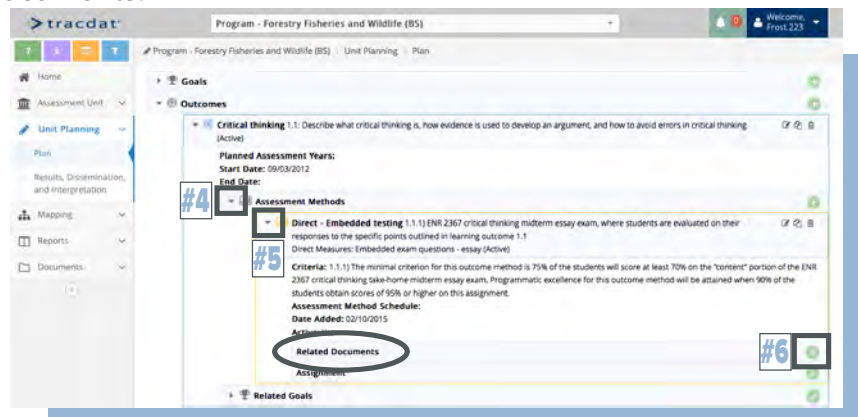 tracdat
Program - Forestry Fisheries and Wildlife (BS)
Welcome,
Frost.223
Program - Forestry Fisheries and Wildlife (BS) Unit Planning Plan
Home
Goals
Assessment Unit
Outcomes
Unit Planning
Critical thinking 1.1: Describe what critical thinking is, how evidence is used to develop an argument, and how to avoid errors in critical thinking
(Active)
Plan
Planned Assessment Years:
Start Date: 09/03/2012
End Date:
Results, Dissemination,
and Interpretation
#4
Assessment Methods
Mapping
Direct - Embedded testing 1.1.1) ENR 2367 critical thinking midterm essay exam, where students are evaluated on their
responses to the specific points outlined in learning outcome 1.1
Direct Measures: Embedded exam questions - essay (Active)
Reports
#5
Documents
Criteria: 1.1.1) The minimal criterion for this outcome method is 75% of the students will score at least 70% on the "content" portion of the ENR
2367 critical thinking take-home midterm essay exam. Programmatic excellence for this outcome method will be attained when 90% of the
students obtain scores of 95% or higher on this assignment.
Assessment Method Schedule:
Date Added: 02/10/2015
Related Documents
#6
Assignment
Related Goals